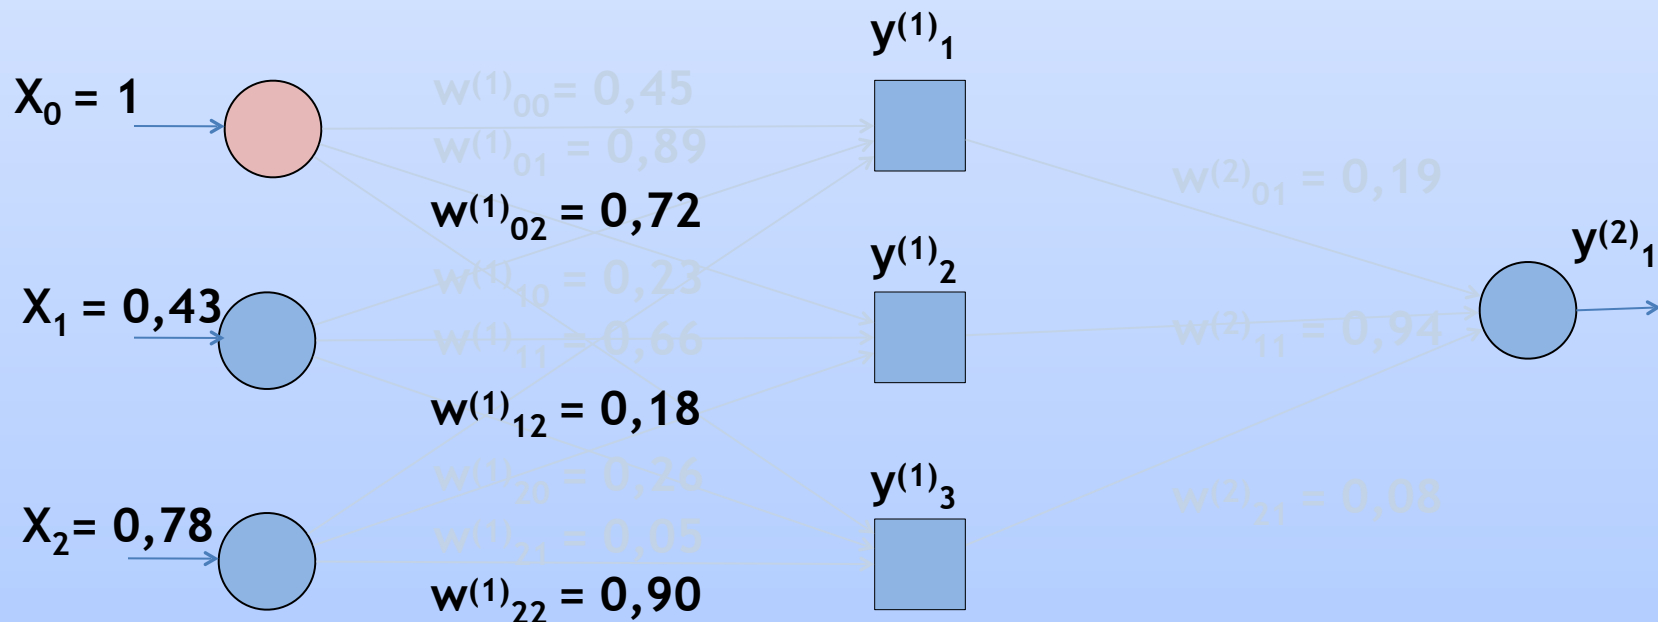 y⁽¹⁾₁
X₀ = 1
w⁽¹⁾₀₀= 0,45
w⁽¹⁾₀₁ = 0,89
w⁽²⁾₀₁ = 0,19
w⁽¹⁾₀₂ = 0,72
y⁽²⁾₁
y⁽¹⁾₂
w⁽¹⁾₁₀ = 0,23
X₁ = 0,43
w⁽¹⁾₁₁ = 0,66
w⁽²⁾₁₁ = 0,94
w⁽¹⁾₁₂ = 0,18
w⁽¹⁾₂₀ = 0,26
y⁽¹⁾₃
w⁽²⁾₂₁ = 0,08
X₂= 0,78
w⁽¹⁾₂₁ = 0,05
w⁽¹⁾₂₂ = 0,90